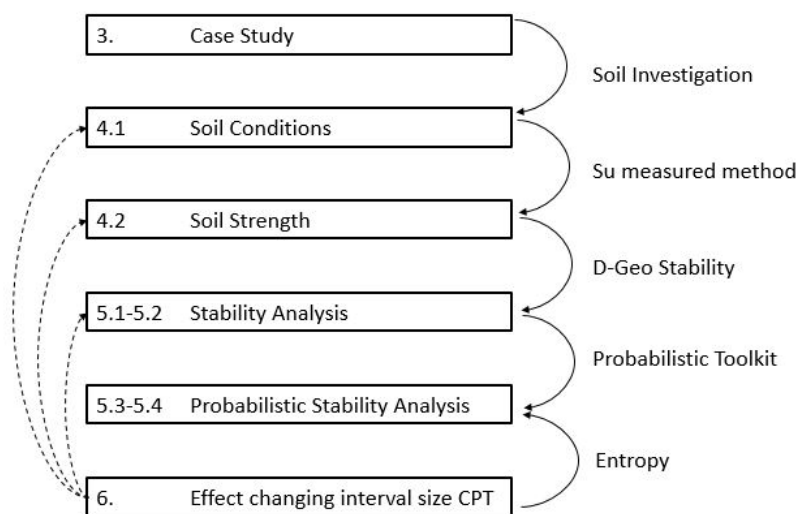 3. Case Study
Soil Investigation
4.1 Soil Conditions
Su measured method
4.2 Soil Strength
D-Geo Stability
5.1-5.2 Stability Analysis
Probabilistic Toolkit
5.3-5.4 Probabilistic Stability Analysis
Entropy
6. Effect changing interval size CPT